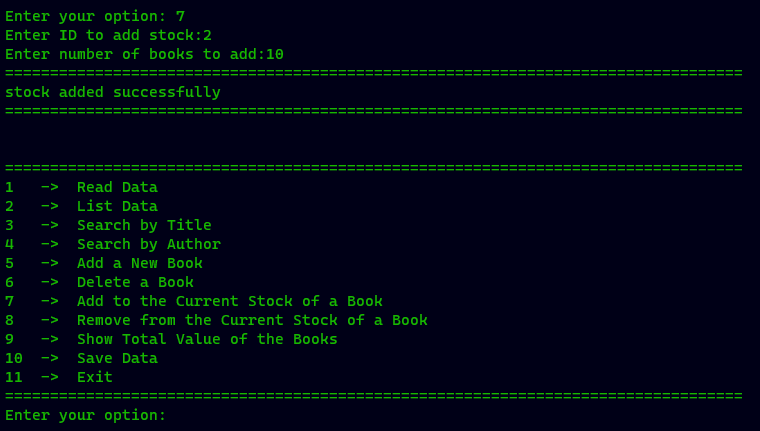 Enter your option: 7
Enter ID to add stock:2
Enter number of books to add:10
==================================================================================
stock added successfully
==================================================================================
==================================================================================
1   ->  Read Data
2   ->  List Data
3   ->  Search by Title
4   ->  Search by Author
5   ->  Add a New Book
6   ->  Delete a Book
7   ->  Add to the Current Stock of a Book
8   ->  Remove from the Current Stock of a Book
9   ->  Show Total Value of the Books
10  ->  Save Data
11  ->  Exit
==================================================================================
Enter your option: